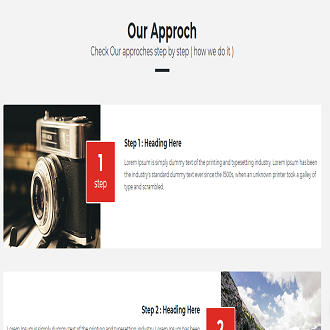 Our Approch
Check Our approches step by step ( how we do it )
1
step
Step 1 : Heading Here
Lorem Ipsum is simply dummy text of the printing and typesetting industry. Lorem Ipsum has been
the industry's standard dummy text ever since the 1500s, when an unknown printer took a galley of
type and scrambled.
Step 2 : Heading Here
2
Lorem Ipsum is simply dummy text of the printing and typesetting industry. Lorem Ipsum has been